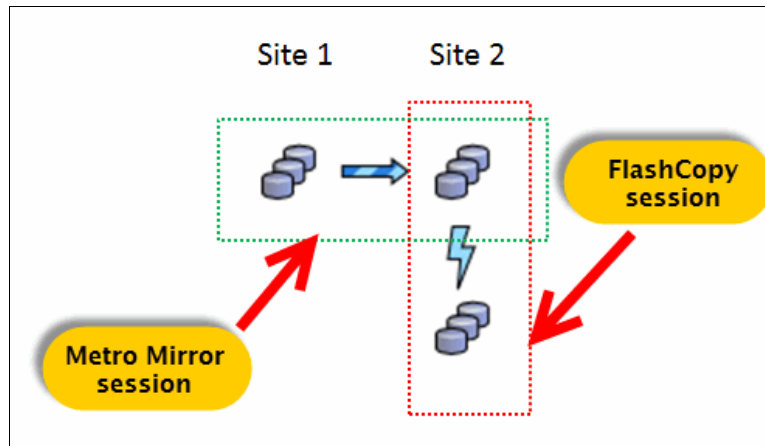 Site 1
Site 2
FlashCopy
session
Metro Mirror
session